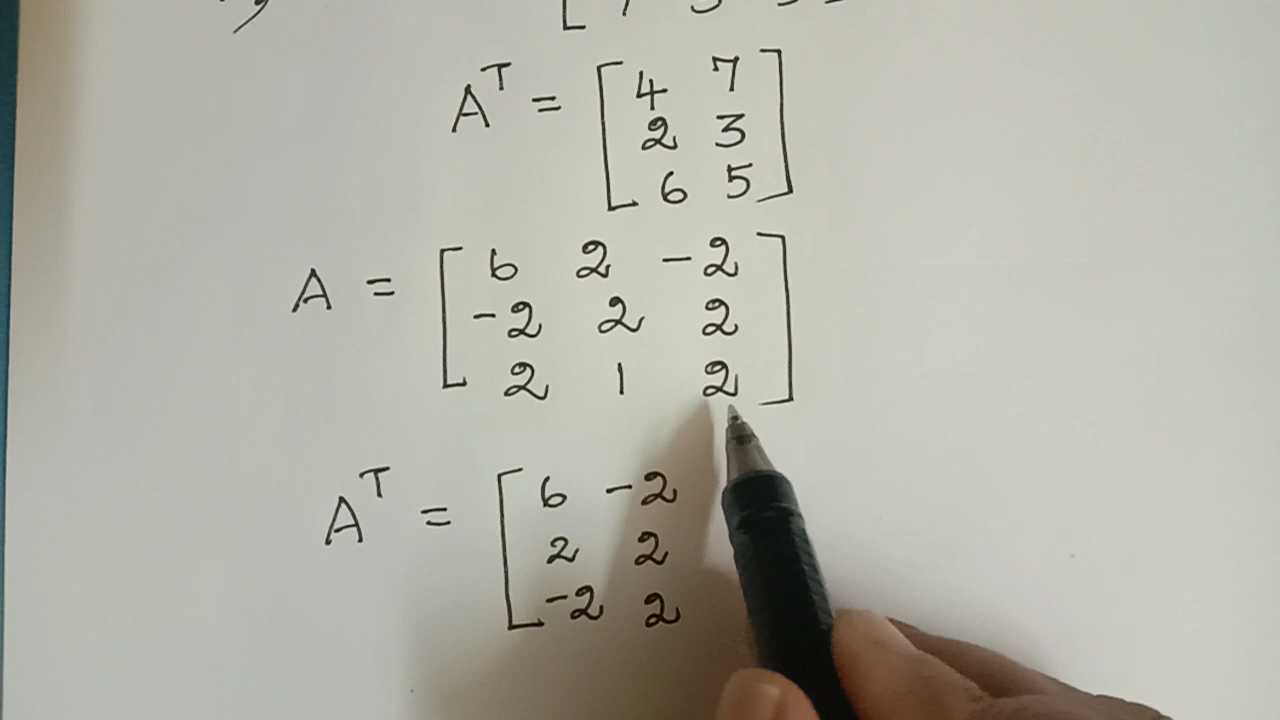 A^T = [ 4 7
2 3
6 5 ]
A = [ 6 2 -2
-2 2 2
2 1 2 ]
A^T = [ 6 -2
2 2
-2 2